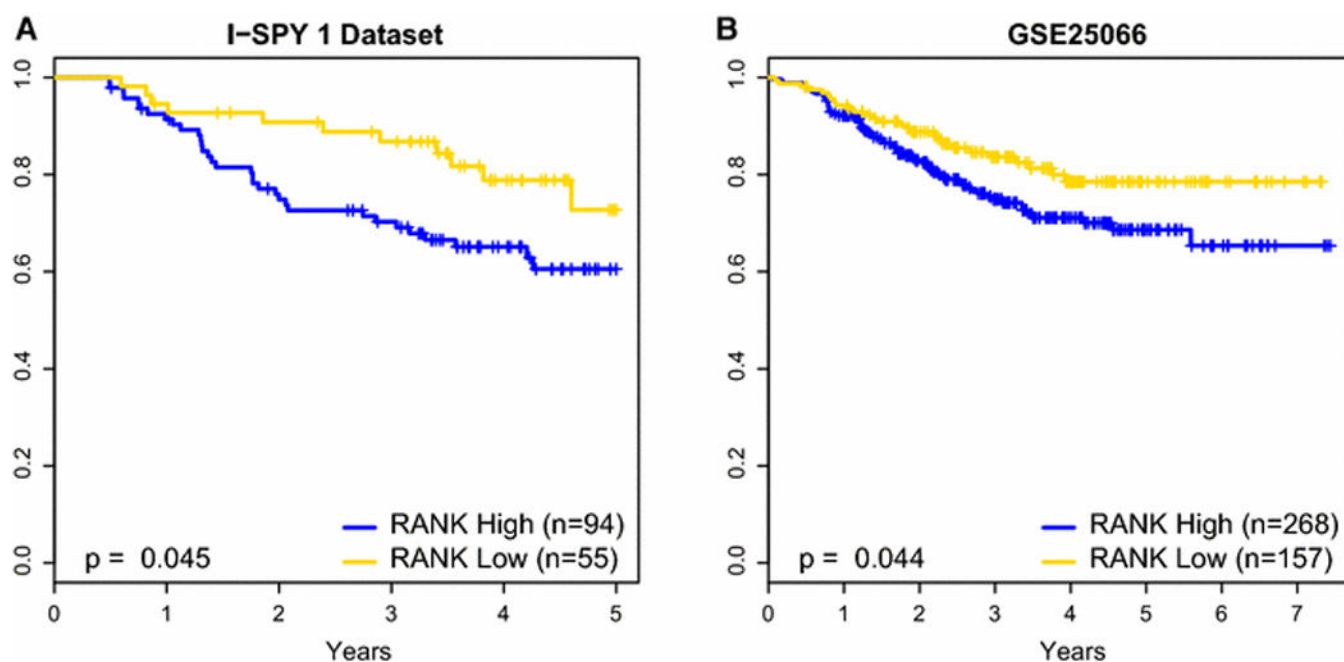 A
I−SPY 1 Dataset
1.0
0.8
0.6
0.4
0.2
0.0
RANK High (n=94)
p = 0.045
RANK Low (n=55)
0 1 2 3 4 5
Years
B
GSE25066
1.0
0.8
0.6
0.4
0.2
0.0
RANK High (n=268)
p = 0.044
RANK Low (n=157)
0 1 2 3 4 5 6 7
Years